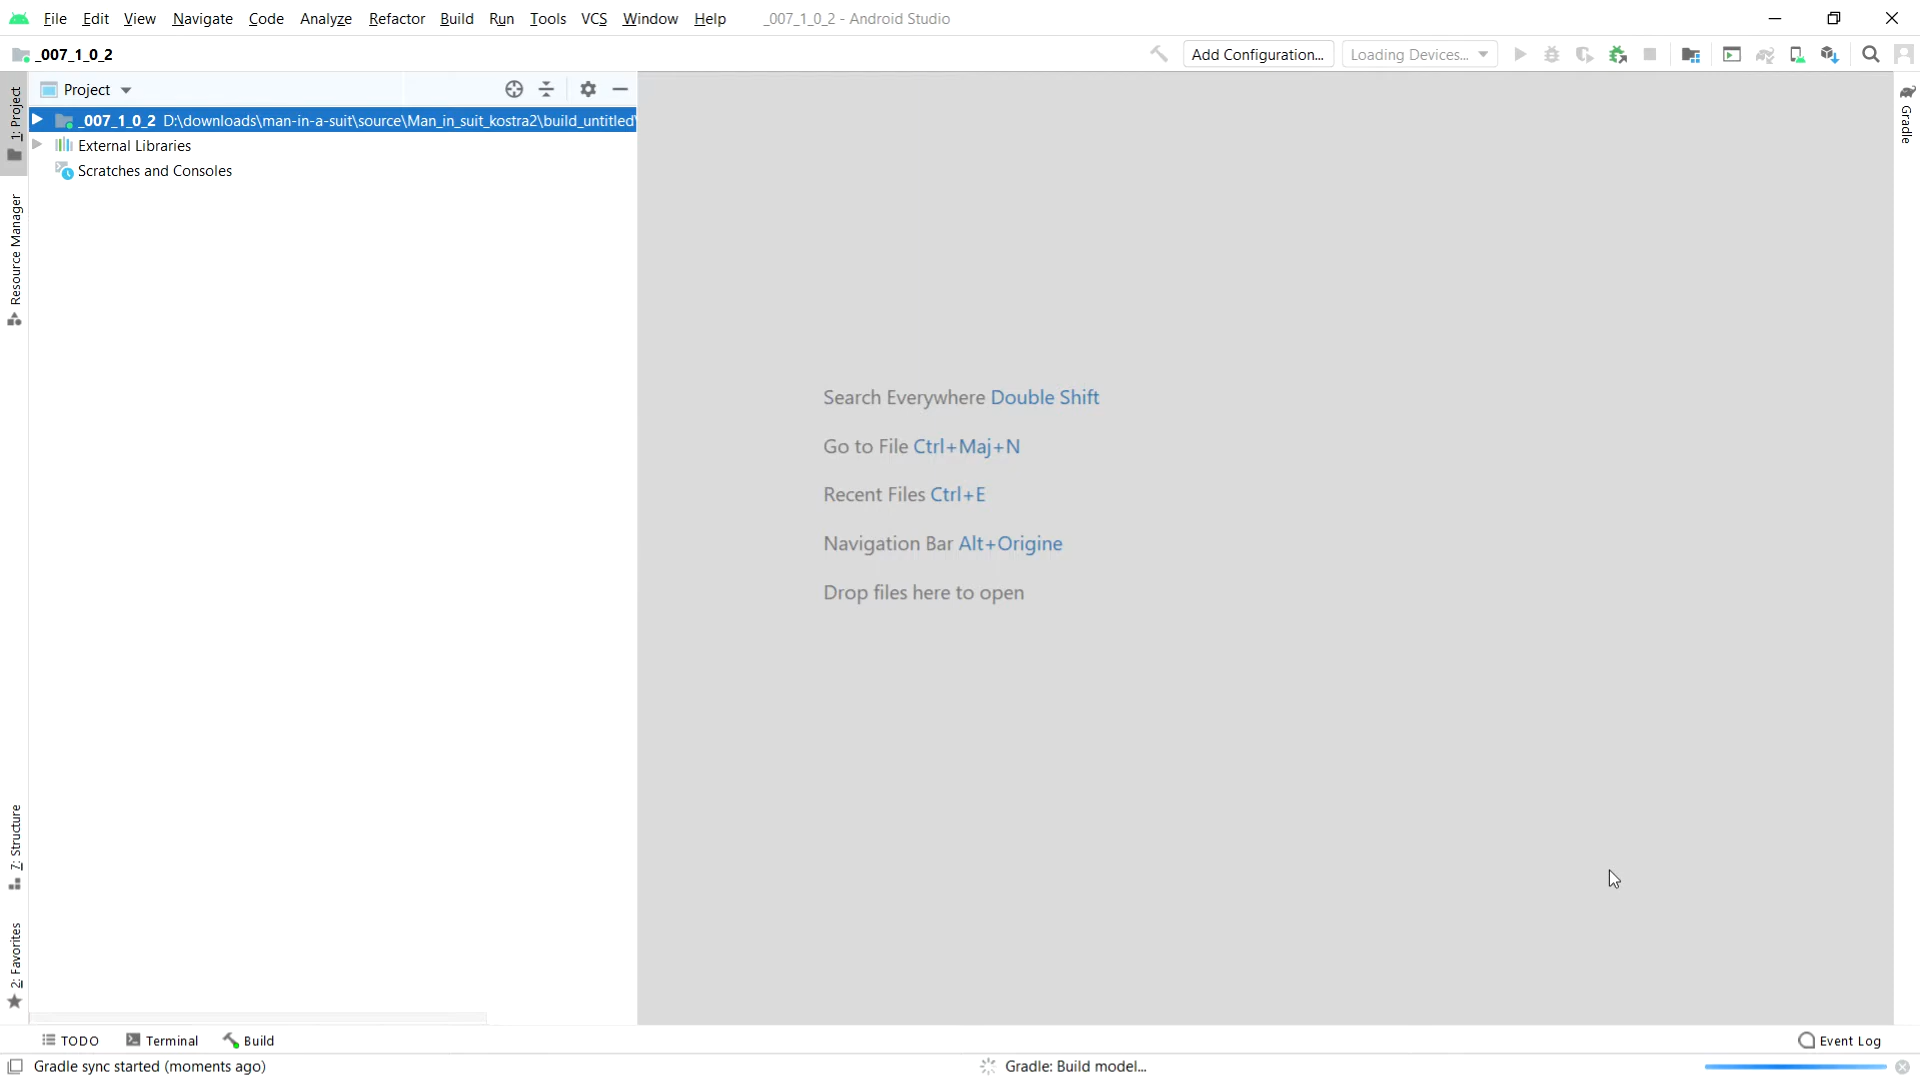 File Edit View Navigate Code Analyze Refactor Build Run Tools VCS Window Help _007_1_0_2 - Android Studio
_007_1_0_2
Add Configuration...
Loading Devices...
1: Project
Resource Manager
7: Structure
2: Favorites
Project
_007_1_0_2 D:\downloads\man-in-a-suit\source\Man_in_suit_kostra2\build_untitled\
External Libraries
Scratches and Consoles
Search Everywhere Double Shift
Go to File Ctrl+Maj+N
Recent Files Ctrl+E
Navigation Bar Alt+Origine
Drop files here to open
Gradle
TODO
Terminal
Build
Event Log
Gradle sync started (moments ago)
Gradle: Build model...